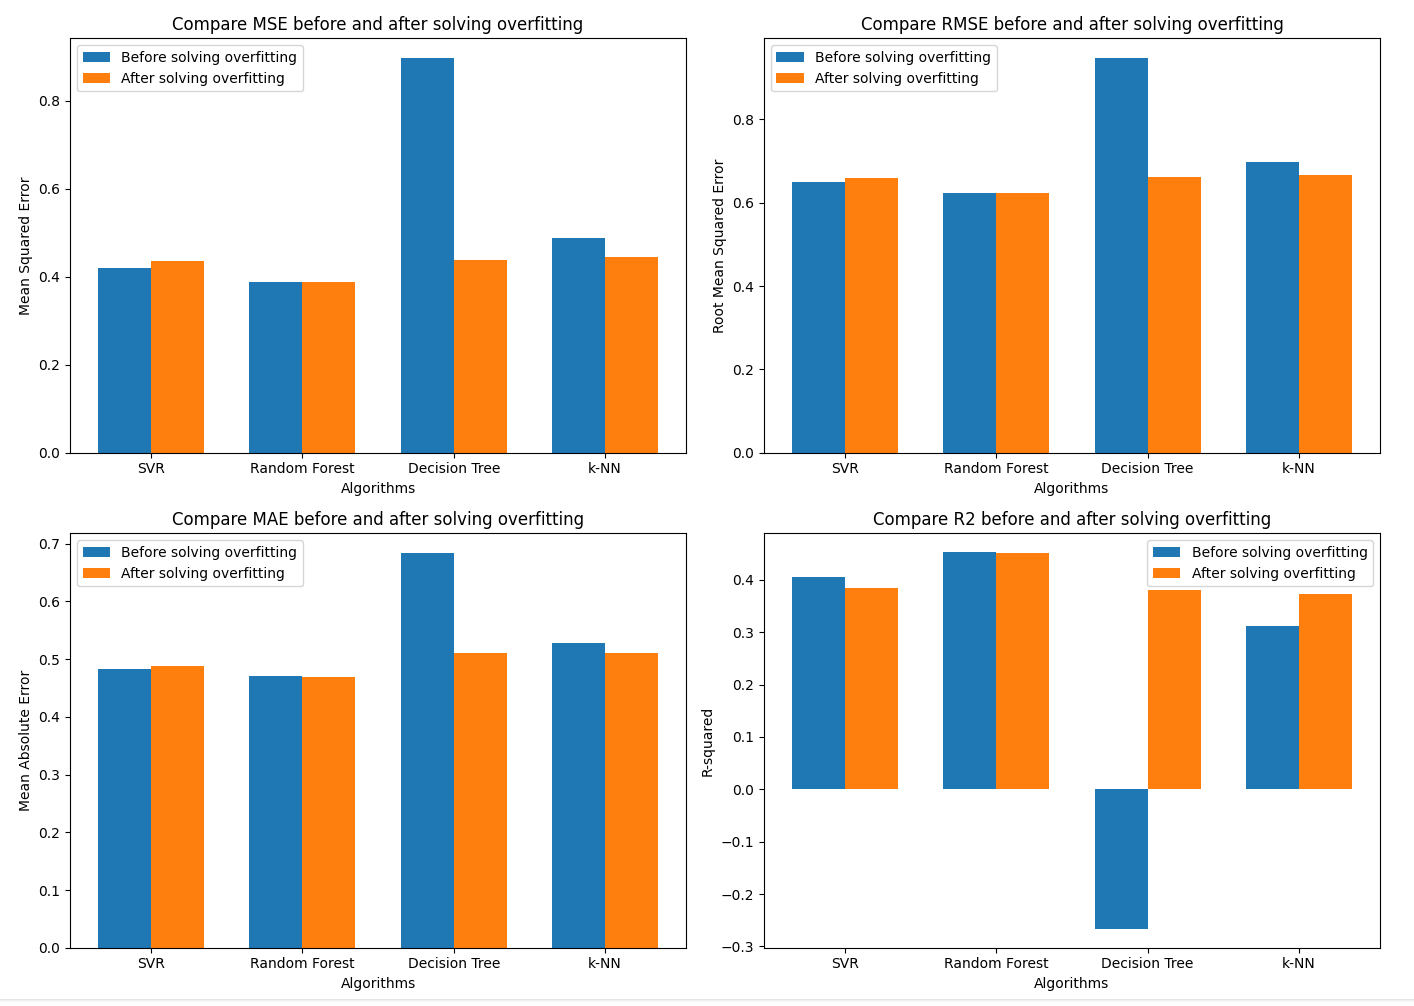 Compare MSE before and after solving overfitting
Before solving overfitting
After solving overfitting
Mean Squared Error
0.8
0.6
0.4
0.2
0.0
SVR Random Forest Decision Tree k-NN
Algorithms
Compare RMSE before and after solving overfitting
Before solving overfitting
After solving overfitting
Root Mean Squared Error
0.8
0.6
0.4
0.2
0.0
SVR Random Forest Decision Tree k-NN
Algorithms
Compare MAE before and after solving overfitting
Before solving overfitting
After solving overfitting
Mean Absolute Error
0.7
0.6
0.5
0.4
0.3
0.2
0.1
0.0
SVR Random Forest Decision Tree k-NN
Algorithms
Compare R2 before and after solving overfitting
Before solving overfitting
After solving overfitting
R-squared
0.4
0.3
0.2
0.1
0.0
−0.1
−0.2
−0.3
SVR Random Forest Decision Tree k-NN
Algorithms